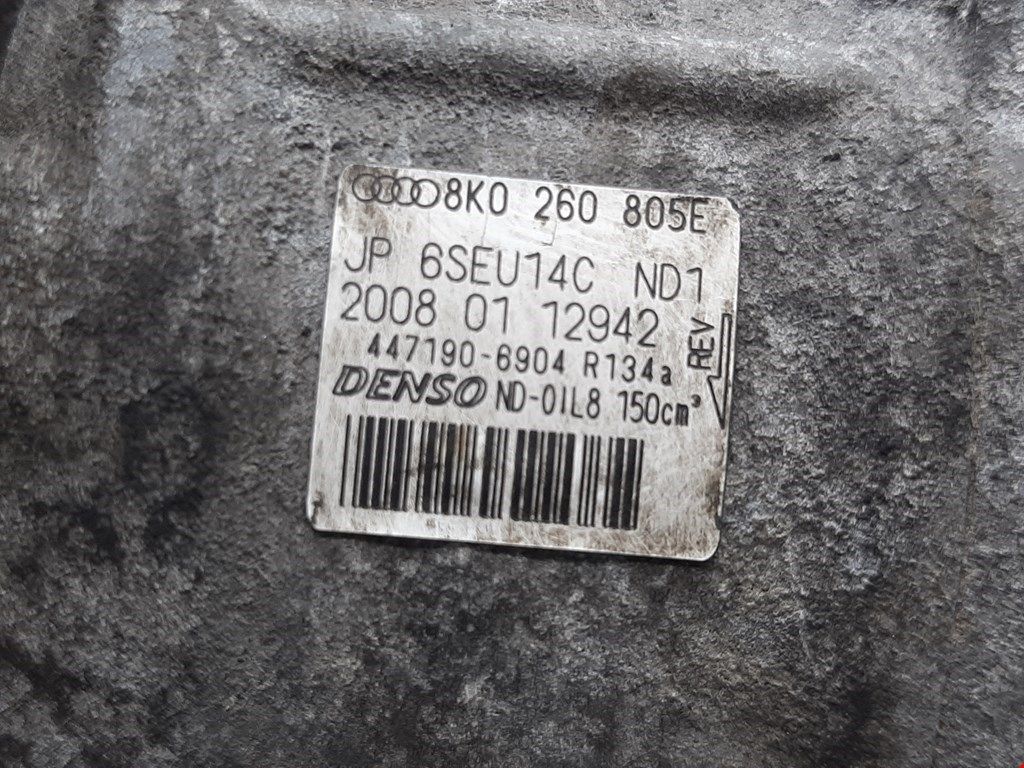 8K0 260 805E
JP 6SEU14C ND1
2008 01 12942
447190-6904 R134a
DENSO ND-OIL8 150cm³
REV